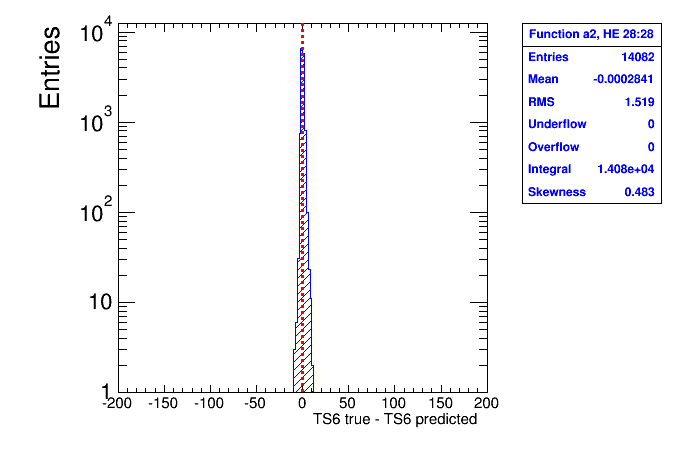 Entries
10^4
10^3
10^2
10
1
-200 -150 -100 -50 0 50 100 150 200
TS6 true - TS6 predicted
Function a2, HE 28:28
Entries 14082
Mean -0.0002841
RMS 1.519
Underflow 0
Overflow 0
Integral 1.408e+04
Skewness 0.483